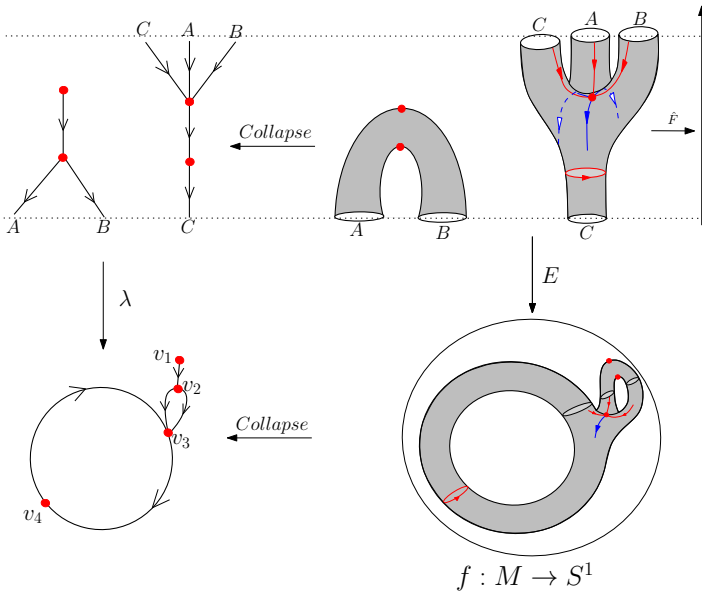 C A B
C A B
Collapse
F̂
A B C
A B
C
λ
E
v₁
v₂
v₃
v₄
Collapse
f : M → S¹